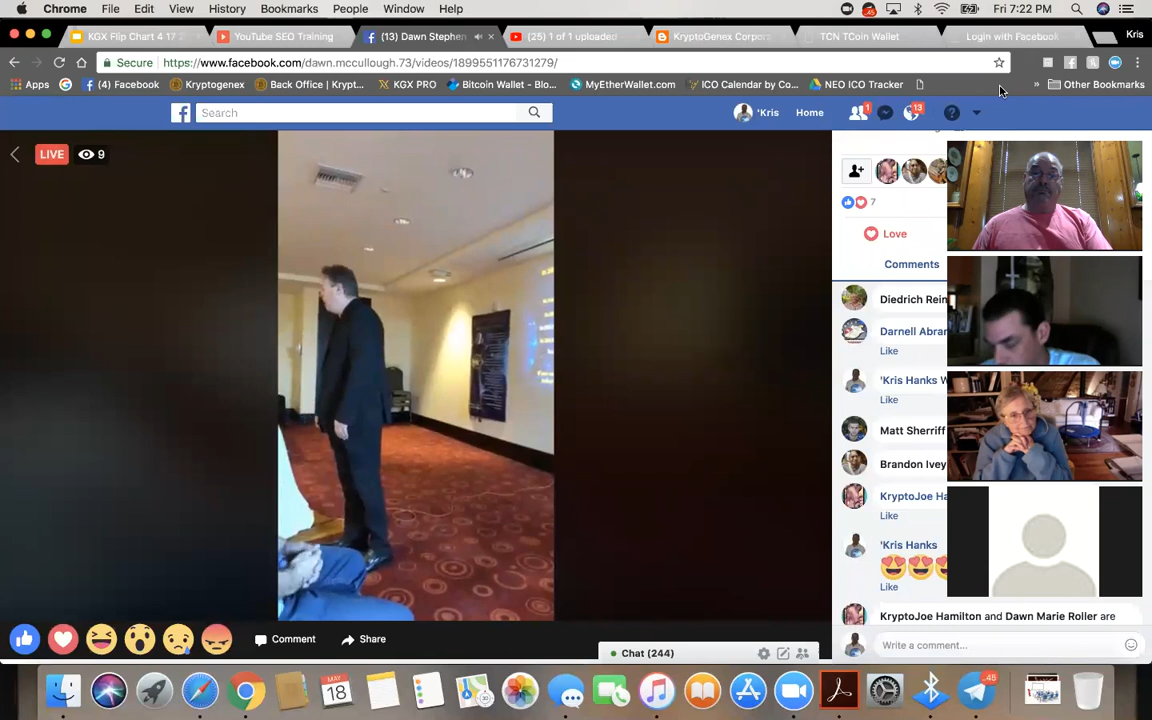 Chrome File Edit View History Bookmarks People Window Help .45 Fri 7:22 PM
KGX Flip Chart 4 17 YouTube SEO Training (13) Dawn Stephen (25) 1 of 1 uploaded KryptoGenex Corpora TCN TCoin Wallet Login with Facebook Kris
Secure https://www.facebook.com/dawn.mccullough.73/videos/1899551176731279/
Apps (4) Facebook Kryptogenex Back Office | Krypt... KGX PRO Bitcoin Wallet - Blo... MyEtherWallet.com ICO Calendar by Co... NEO ICO Tracker » Other Bookmarks
Search 'Kris Home 1 13
LIVE 9
7
Love
Comments
Diedrich Rein
Darnell Abrar
Like
'Kris Hanks W
Like
Matt Sherriff
Brandon Ivey
KryptoJoe Ha
Like
'Kris Hanks
Like
KryptoJoe Hamilton and Dawn Marie Roller are
Comment Share
Write a comment...
Chat (244)
MAY
18
.45